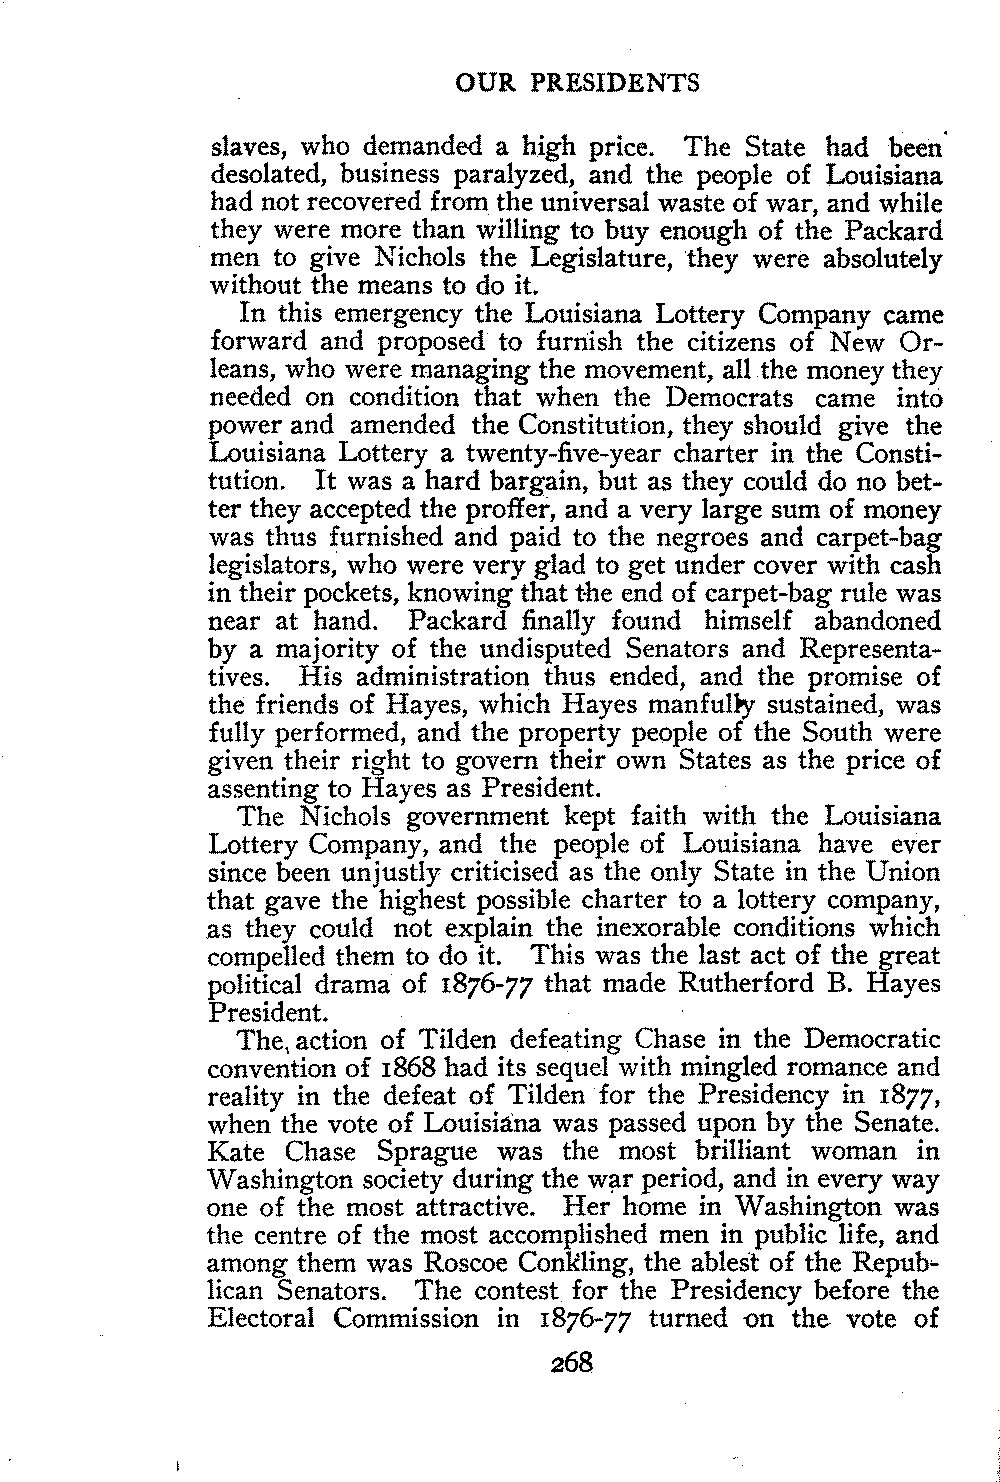 OUR PRESIDENTS
slaves, who demanded a high price. The State had been
desolated, business paralyzed, and the people of Louisiana
had not recovered from the universal waste of war, and while
they were more than willing to buy enough of the Packard
men to give Nichols the Legislature, they were absolutely
without the means to do it.
In this emergency the Louisiana Lottery Company came
forward and proposed to furnish the citizens of New Or-
leans, who were managing the movement, all the money they
needed on condition that when the Democrats came into
power and amended the Constitution, they should give the
Louisiana Lottery a twenty-five-year charter in the Consti-
tution. It was a hard bargain, but as they could do no bet-
ter they accepted the proffer, and a very large sum of money
was thus furnished and paid to the negroes and carpet-bag
legislators, who were very glad to get under cover with cash
in their pockets, knowing that the end of carpet-bag rule was
near at hand. Packard finally found himself abandoned
by a majority of the undisputed Senators and Representa-
tives. His administration thus ended, and the promise of
the friends of Hayes, which Hayes manfully sustained, was
fully performed, and the property people of the South were
given their right to govern their own States as the price of
assenting to Hayes as President.
The Nichols government kept faith with the Louisiana
Lottery Company, and the people of Louisiana have ever
since been unjustly criticised as the only State in the Union
that gave the highest possible charter to a lottery company,
as they could not explain the inexorable conditions which
compelled them to do it. This was the last act of the great
political drama of 1876-77 that made Rutherford B. Hayes
President.
The action of Tilden defeating Chase in the Democratic
convention of 1868 had its sequel with mingled romance and
reality in the defeat of Tilden for the Presidency in 1877,
when the vote of Louisiana was passed upon by the Senate.
Kate Chase Sprague was the most brilliant woman in
Washington society during the war period, and in every way
one of the most attractive. Her home in Washington was
the centre of the most accomplished men in public life, and
among them was Roscoe Conkling, the ablest of the Repub-
lican Senators. The contest for the Presidency before the
Electoral Commission in 1876-77 turned on the vote of
268